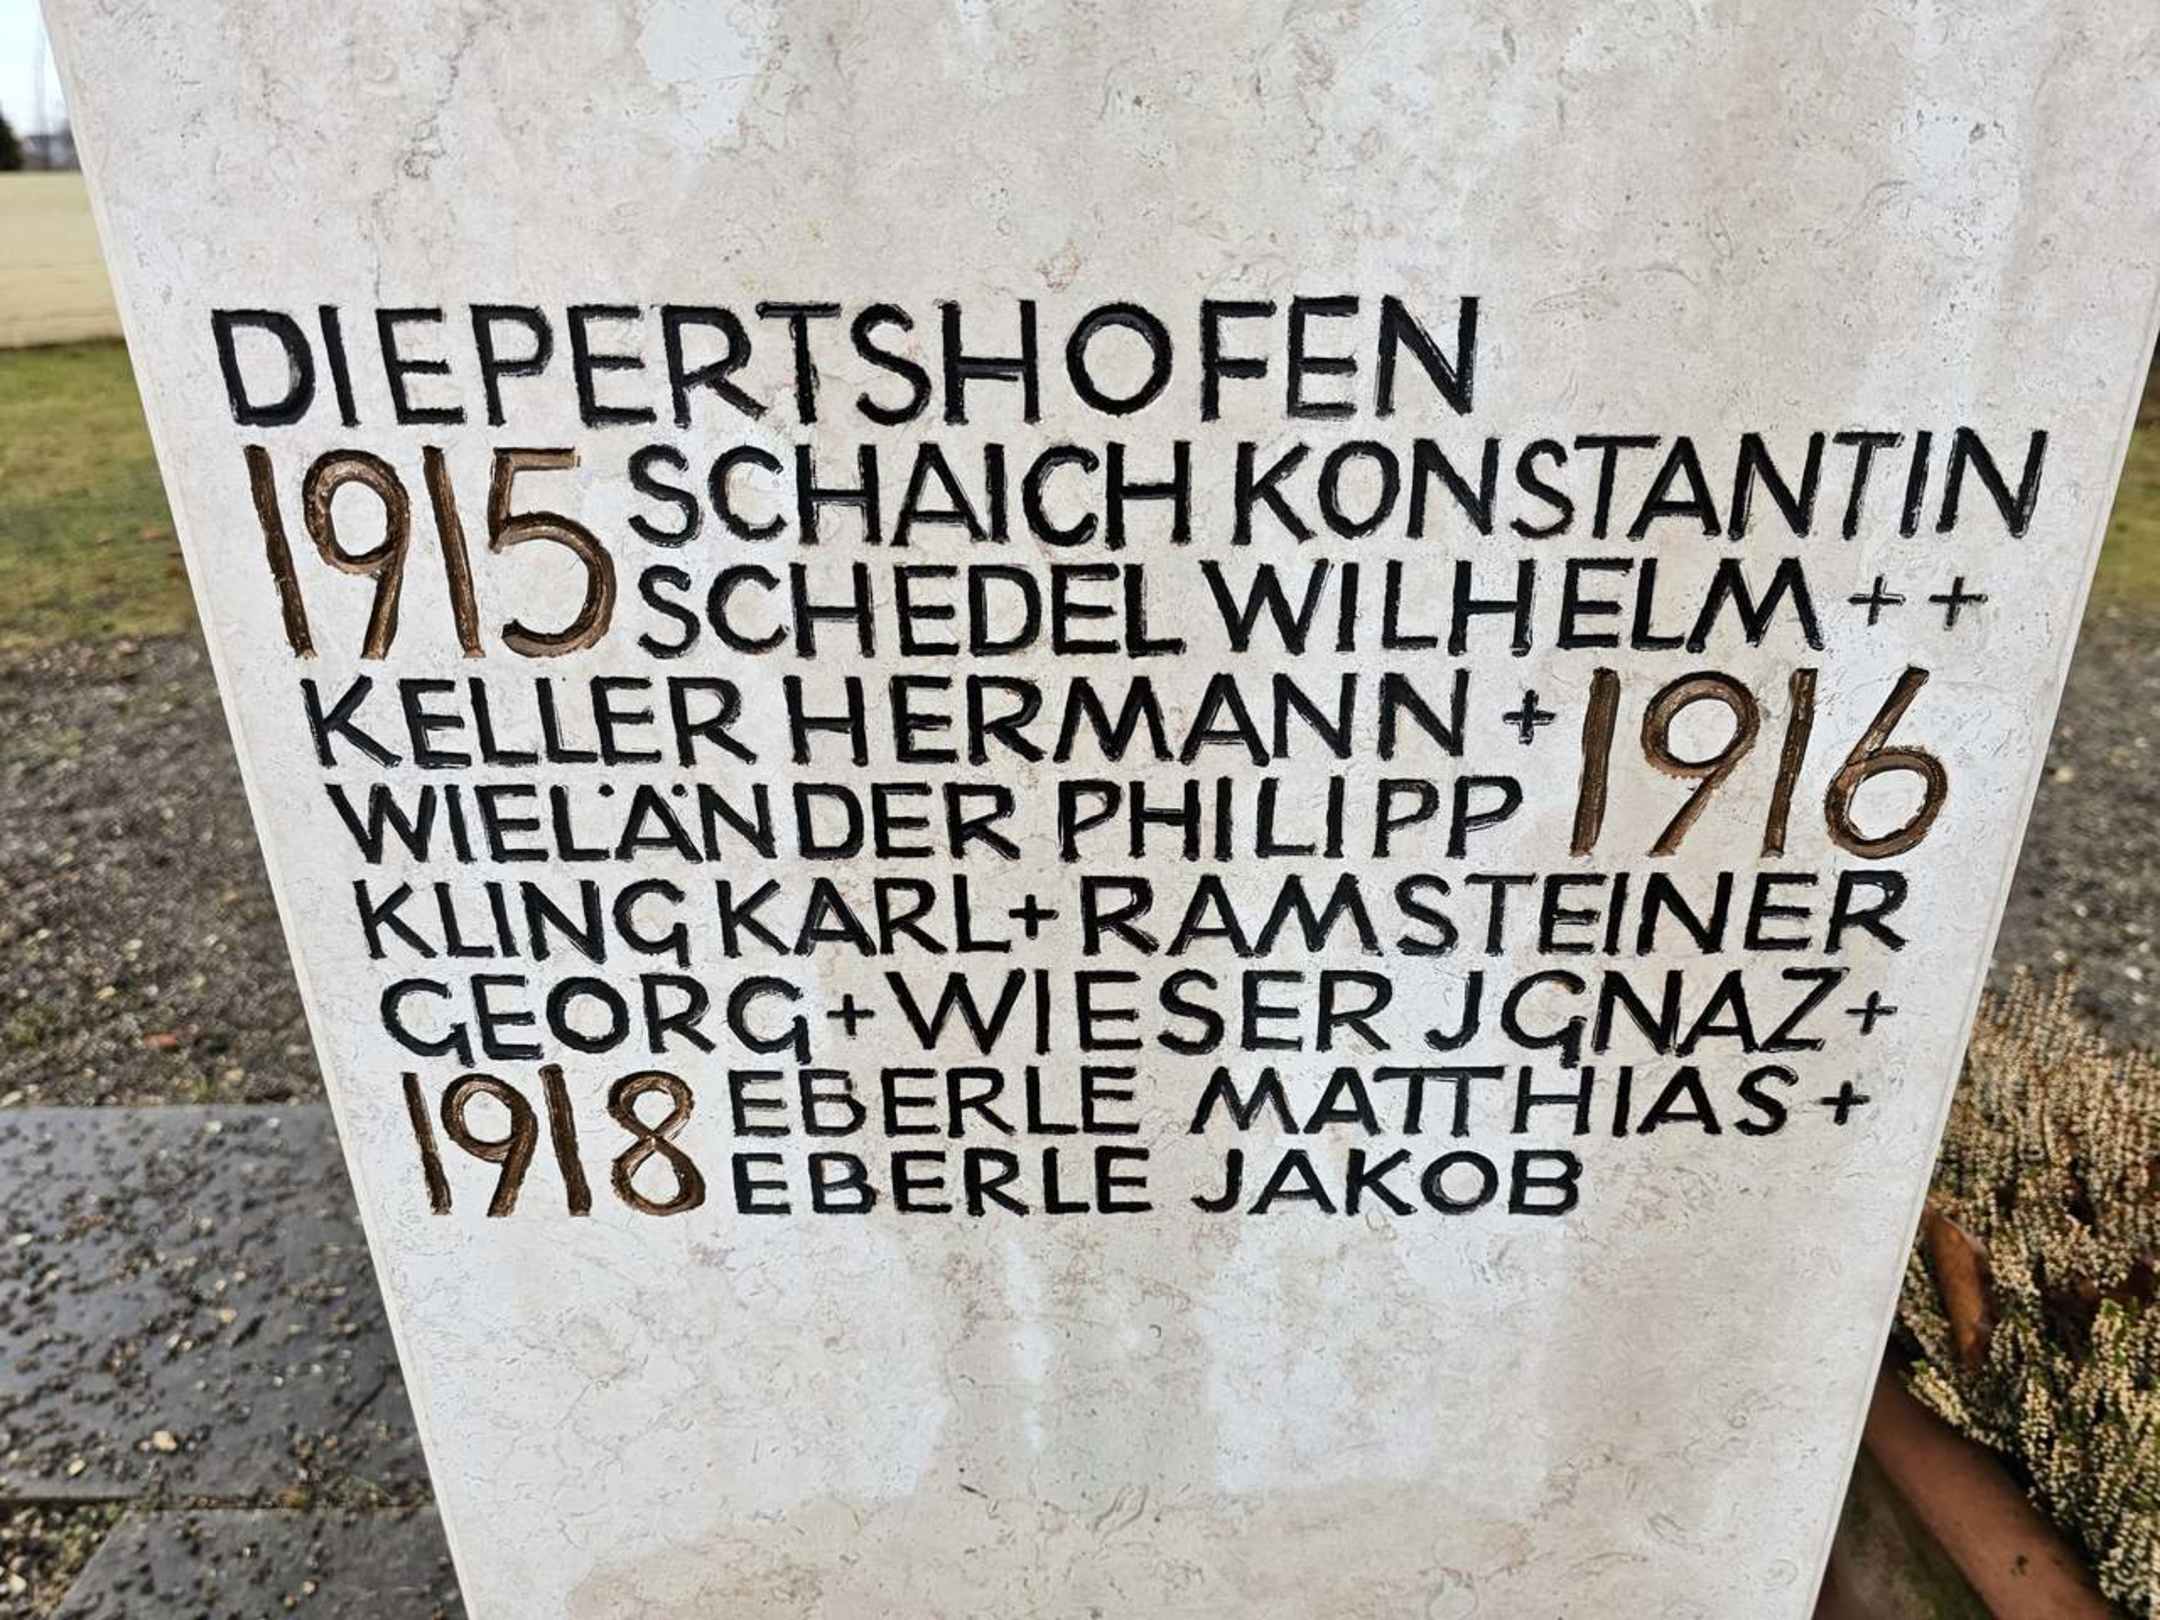 DIEPERTSHOFEN
1915 SCHAICH KONSTANTIN
SCHEDEL WILHELM ++
KELLER HERMANN + 1916
WIELÄNDER PHILIPP
KLING KARL + RAMSTEINER
GEORG + WIESER JGNAZ +
1918 EBERLE MATTHIAS +
EBERLE JAKOB